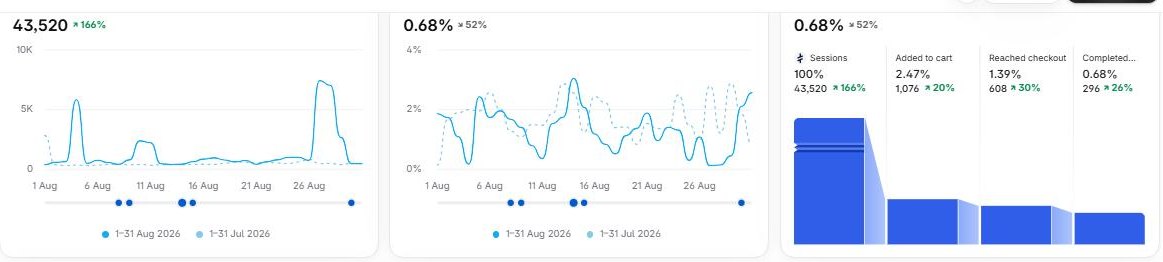 43,520 ↗ 166%
10K
5K
0
1 Aug 6 Aug 11 Aug 16 Aug 21 Aug 26 Aug
1–31 Aug 2026 1–31 Jul 2026
0.68% ↘ 52%
4%
2%
0%
1 Aug 6 Aug 11 Aug 16 Aug 21 Aug 26 Aug
1–31 Aug 2026 1–31 Jul 2026
0.68% ↘ 52%
Sessions
100%
43,520 ↗ 166%
Added to cart
2.47%
1,076 ↗ 20%
Reached checkout
1.39%
608 ↗ 30%
Completed...
0.68%
296 ↗ 26%